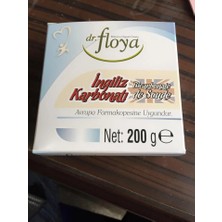 dr.
floya
İngiliz
Karbonatı
Avrupa Farmakopesine Uygundur.
Net: 200 g ℮